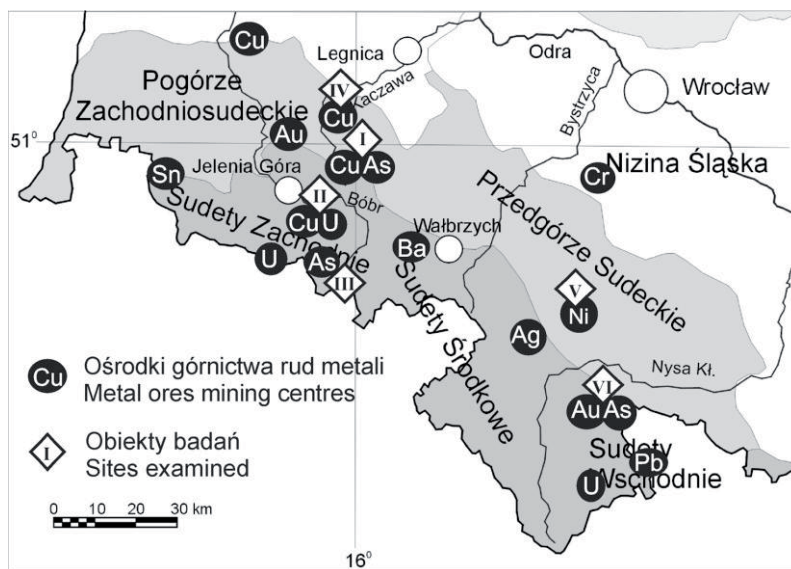 Cu
Legnica
Odra
Wrocław
Pogórze
Zachodniosudeckie
IV
Kaczawa
Bystrzyca
Cu
Au
I
51⁰
Cu As
Nizina Śląska
Cr
Sn
Jelenia Góra
II
Bóbr
Sudety Zachodnie
Cu U
Przedgórze Sudeckie
Wałbrzych
Ba
U
As
III
Sudety Środkowe
V
Ni
Ag
Nysa Kł.
VI
Au As
Sudety
Wschodnie
Pb
U
Cu
Ośrodki górnictwa rud metali
Metal ores mining centres
I
Obiekty badań
Sites examined
0 10 20 30 km
16⁰